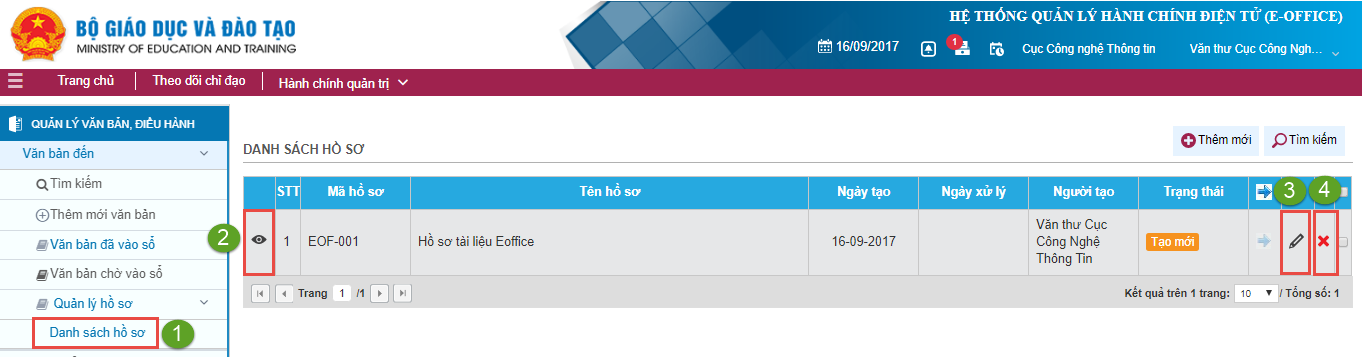 BỘ GIÁO DỤC VÀ ĐÀO TẠO
MINISTRY OF EDUCATION AND TRAINING
HỆ THỐNG QUẢN LÝ HÀNH CHÍNH ĐIỆN TỬ (E-OFFICE)
16/09/2017 1 Cục Công nghệ Thông tin Văn thư Cục Công Ngh...
Trang chủ Theo dõi chỉ đạo Hành chính quản trị
QUẢN LÝ VĂN BẢN, ĐIỀU HÀNH
Văn bản đến
Tìm kiếm
Thêm mới văn bản
Văn bản đã vào sổ
Văn bản chờ vào sổ
Quản lý hồ sơ
Danh sách hồ sơ 1
DANH SÁCH HỒ SƠ
Thêm mới Tìm kiếm
STT Mã hồ sơ Tên hồ sơ Ngày tạo Ngày xử lý Người tạo Trạng thái 3 4
2 1 EOF-001 Hồ sơ tài liệu Eoffice 16-09-2017 Văn thư Cục
Công Nghệ
Thông Tin
Tạo mới
Trang 1 /1 Kết quả trên 1 trang: 10 / Tổng số: 1